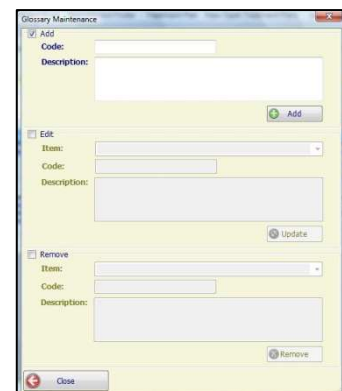 Glossary Maintenance
Add
Code:
Description:
Add
Edit
Item:
Code:
Description:
Update
Remove
Item:
Code:
Description:
Remove
Close